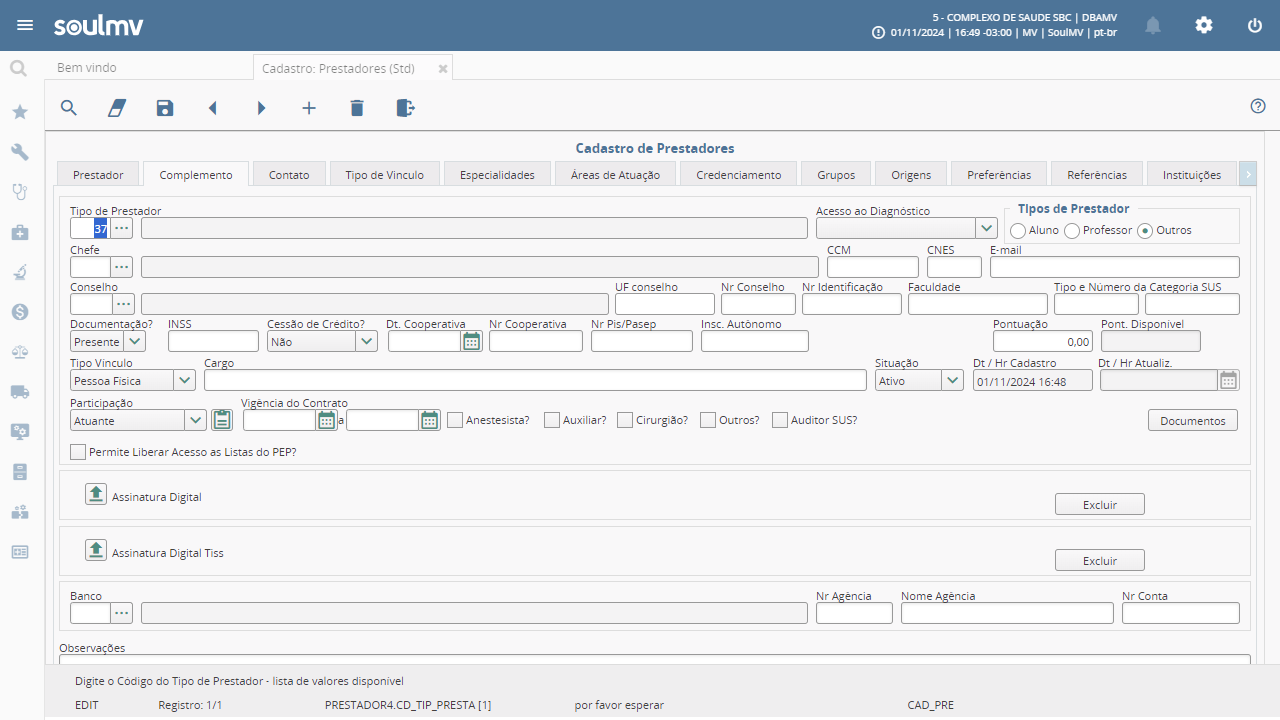 soulmv
5 - COMPLEXO DE SAUDE SBC | DBAMV
01/11/2024 | 16:49 -03:00 | MV | SoulMV | pt-br
Bem vindo
Cadastro: Prestadores (Std)
Cadastro de Prestadores
Prestador Complemento Contato Tipo de Vinculo Especialidades Áreas de Atuação Credenciamento Grupos Origens Preferências Referências Instituições
Tipo de Prestador Acesso ao Diagnóstico Tipos de Prestador
37 ... Aluno Professor Outros
Chefe CCM CNES E-mail
...
Conselho UF conselho Nr Conselho Nr Identificação Faculdade Tipo e Número da Categoria SUS
...
Documentação? INSS Cessão de Crédito? Dt. Cooperativa Nr Cooperativa Nr Pis/Pasep Insc. Autônomo Pontuação Pont. Disponível
Presente Não 0,00
Tipo Vínculo Cargo Situação Dt / Hr Cadastro Dt / Hr Atualiz.
Pessoa Física Ativo 01/11/2024 16:48
Participação Vigência do Contrato
Atuante a Anestesista? Auxiliar? Cirurgião? Outros? Auditor SUS? Documentos
Permite Liberar Acesso as Listas do PEP?
Assinatura Digital
Excluir
Assinatura Digital Tiss
Excluir
Banco Nr Agência Nome Agência Nr Conta
...
Observações
Digite o Código do Tipo de Prestador - lista de valores disponível
EDIT Registro: 1/1 PRESTADOR4.CD_TIP_PRESTA [1] por favor esperar CAD_PRE